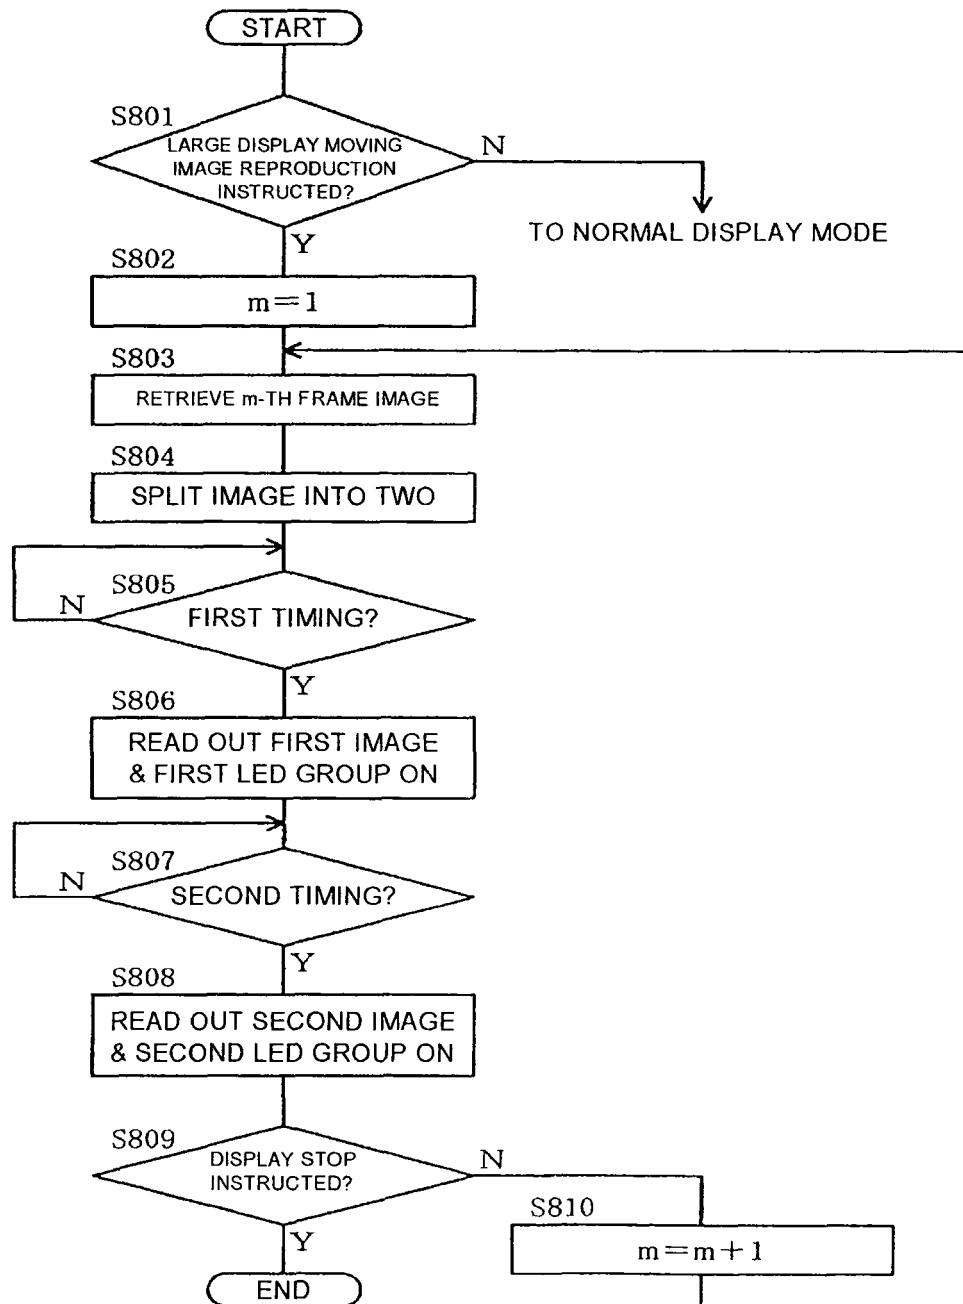 START
S801
LARGE DISPLAY MOVING
IMAGE REPRODUCTION
INSTRUCTED?
N
TO NORMAL DISPLAY MODE
Y
S802
m=1
S803
RETRIEVE m-TH FRAME IMAGE
S804
SPLIT IMAGE INTO TWO
S805
N
FIRST TIMING?
Y
S806
READ OUT FIRST IMAGE
& FIRST LED GROUP ON
S807
N
SECOND TIMING?
Y
S808
READ OUT SECOND IMAGE
& SECOND LED GROUP ON
S809
DISPLAY STOP
INSTRUCTED?
N
S810
m=m+1
Y
END